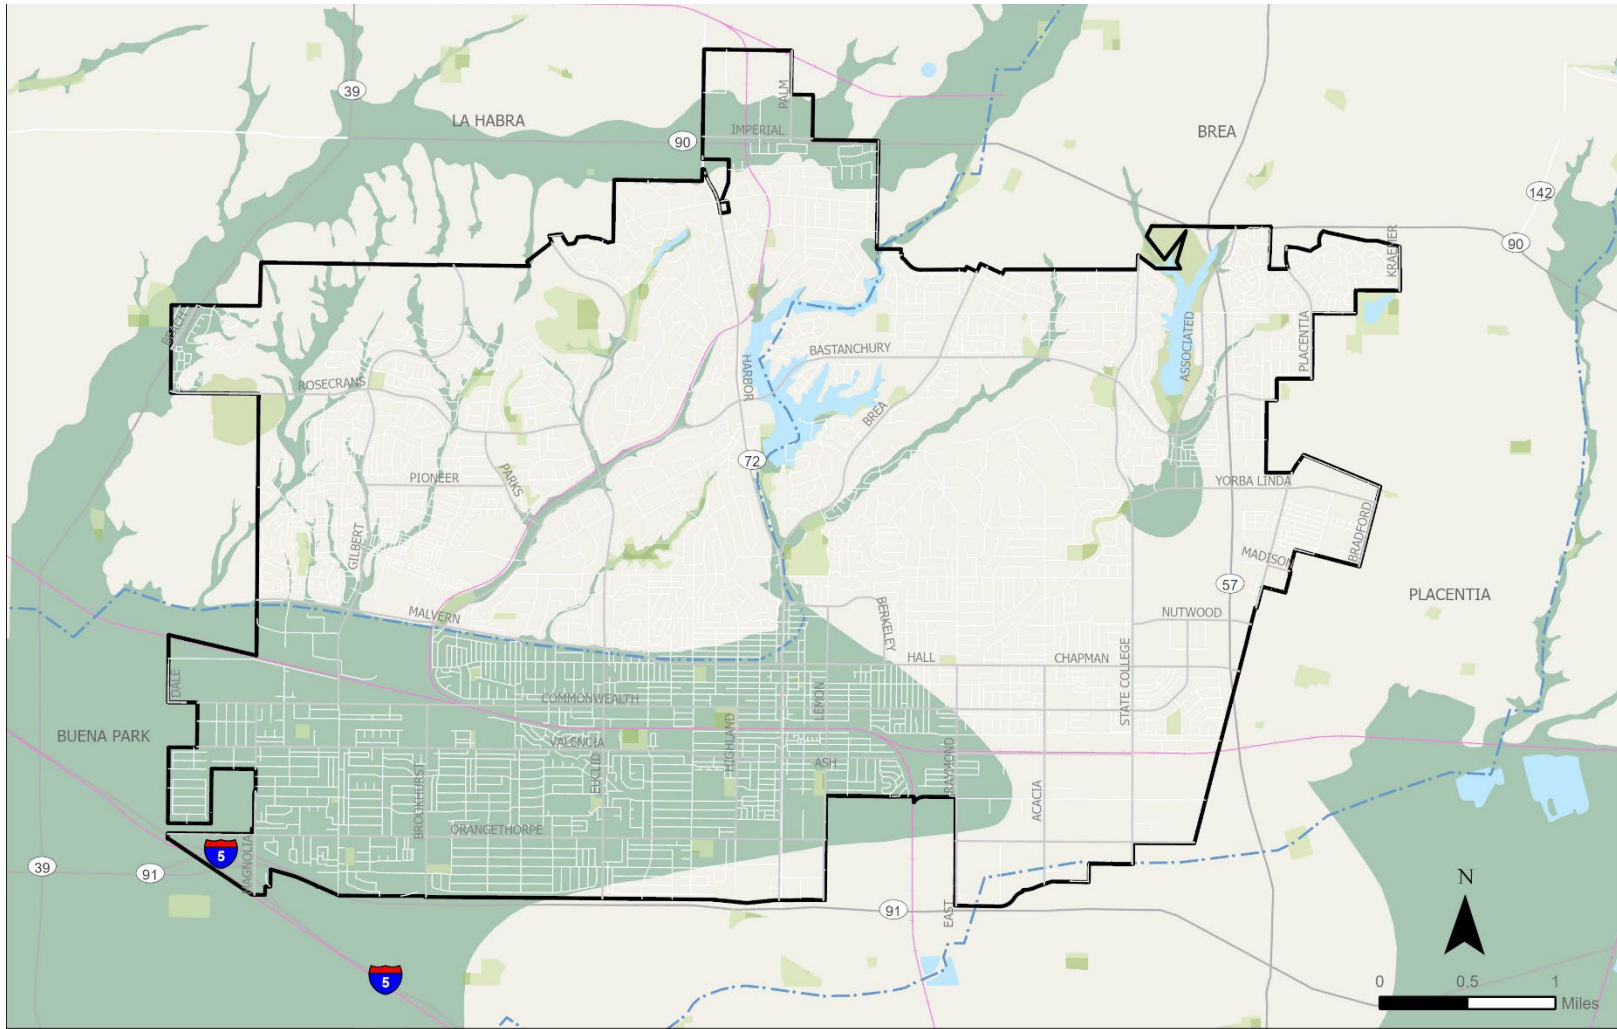 39
LA HABRA
PALM
IMPERIAL
90
BREA
142
90
KRAEMER
BEACH
ASSOCIATED
PLACENTIA
BASTANCHURY
HARBOR
ROSECRANS
BREA
72
PIONEER
PARKS
YORBA LINDA
GILBERT
BRADFORD
MADISON
57
PLACENTIA
MALVERN
BERKELEY
NUTWOOD
HALL
CHAPMAN
STATE COLLEGE
DALE
COMMONWEALTH
LEMON
BUENA PARK
VALENCIA
HIGHLAND
EUCLID
ASH
RAYMOND
ACACIA
BROOKHURST
ORANGETHORPE
5
39
91
MAGNOLIA
91
EAST
N
5
0 0.5 1
Miles